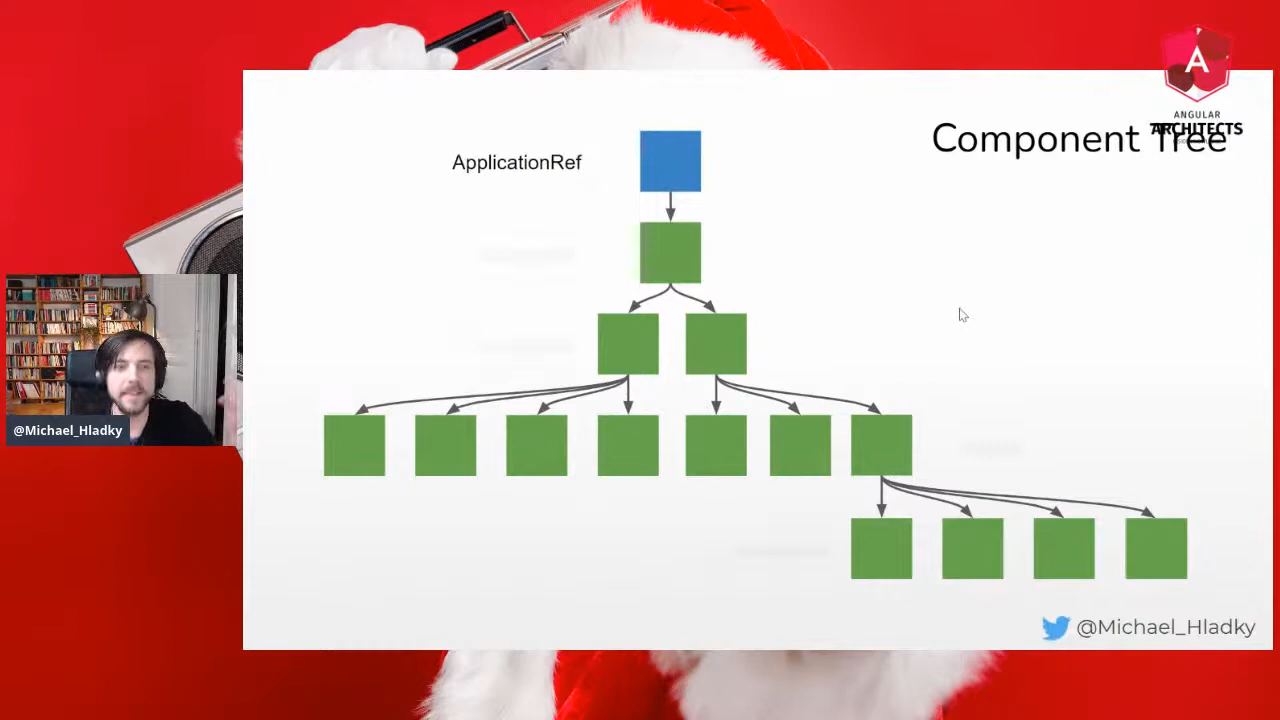 A
ANGULAR
ARCHITECTS
Component Tree
ApplicationRef
@Michael_Hladky
@Michael_Hladky